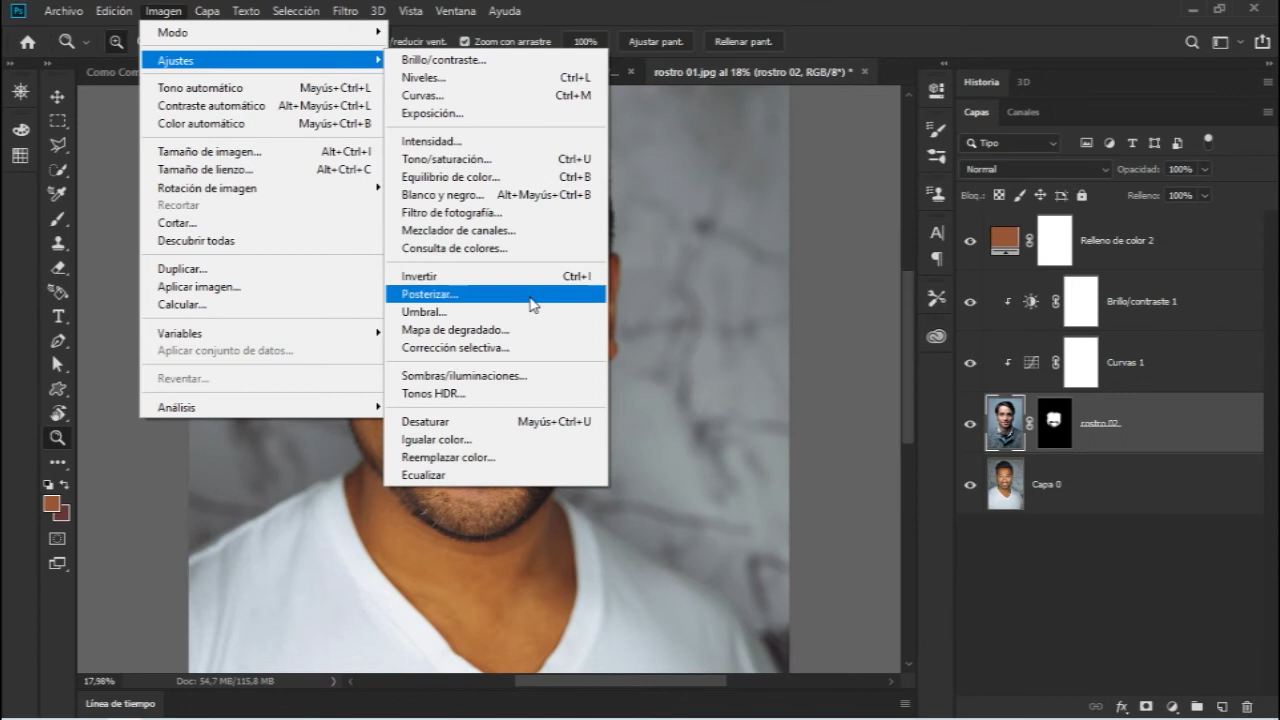 Ps Archivo Edición Imagen Capa Texto Selección Filtro 3D Vista Ventana Ayuda
/reducir vent. Zoom con arrastre 100% Ajustar pant. Rellenar pant.
Como Com
rostro 01.jpg al 18% (rostro 02, RGB/8*) *
Modo
Ajustes
Tono automático Mayús+Ctrl+L
Contraste automático Alt+Mayús+Ctrl+L
Color automático Mayús+Ctrl+B
Tamaño de imagen... Alt+Ctrl+I
Tamaño de lienzo... Alt+Ctrl+C
Rotación de imagen
Recortar
Cortar...
Descubrir todas
Duplicar...
Aplicar imagen...
Calcular...
Variables
Aplicar conjunto de datos...
Reventar...
Análisis
Brillo/contraste...
Niveles... Ctrl+L
Curvas... Ctrl+M
Exposición...
Intensidad...
Tono/saturación... Ctrl+U
Equilibrio de color... Ctrl+B
Blanco y negro... Alt+Mayús+Ctrl+B
Filtro de fotografía...
Mezclador de canales...
Consulta de colores...
Invertir Ctrl+I
Posterizar...
Umbral...
Mapa de degradado...
Corrección selectiva...
Sombras/iluminaciones...
Tonos HDR...
Desaturar Mayús+Ctrl+U
Igualar color...
Reemplazar color...
Ecualizar
Historia 3D
Capas Canales
Tipo
Normal Opacidad: 100%
Bloq.: Relleno: 100%
Relleno de color 2
Brillo/contraste 1
Curvas 1
rostro 02
Capa 0
17,98% Doc: 54,7 MB/115,8 MB
Línea de tiempo